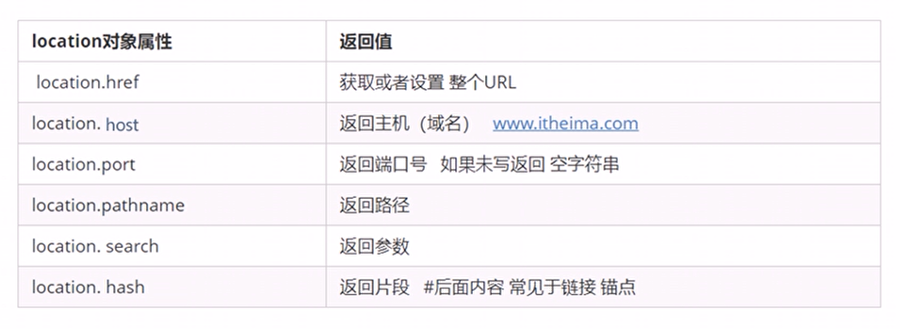 location对象属性 返回值
location.href 获取或者设置 整个URL
location. host 返回主机（域名） www.itheima.com
location.port 返回端口号 如果未写返回 空字符串
location.pathname 返回路径
location. search 返回参数
location. hash 返回片段 #后面内容 常见于链接 锚点